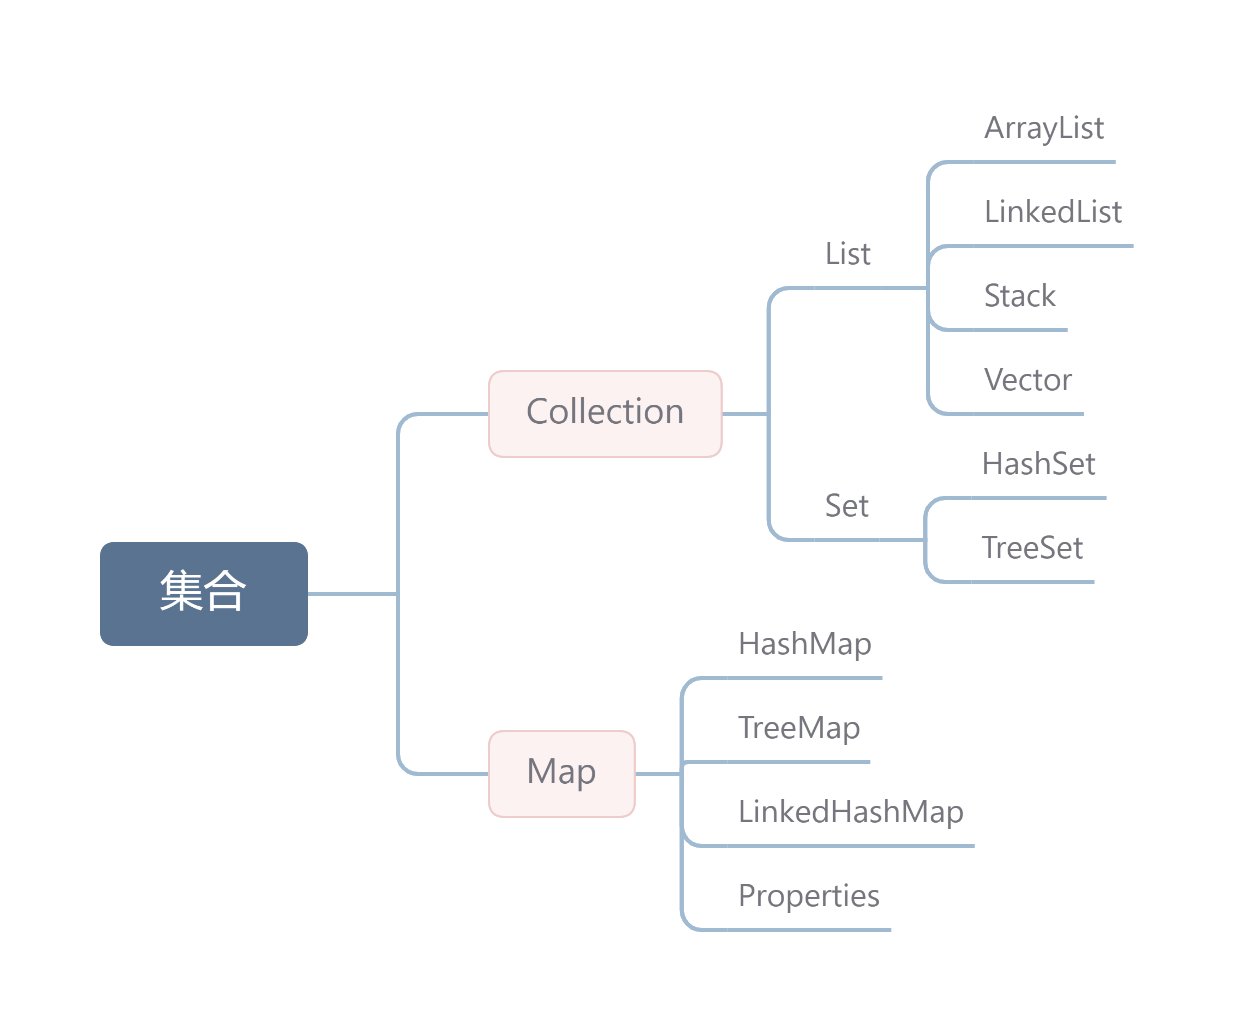 集合
Collection
List
ArrayList
LinkedList
Stack
Vector
Set
HashSet
TreeSet
Map
HashMap
TreeMap
LinkedHashMap
Properties